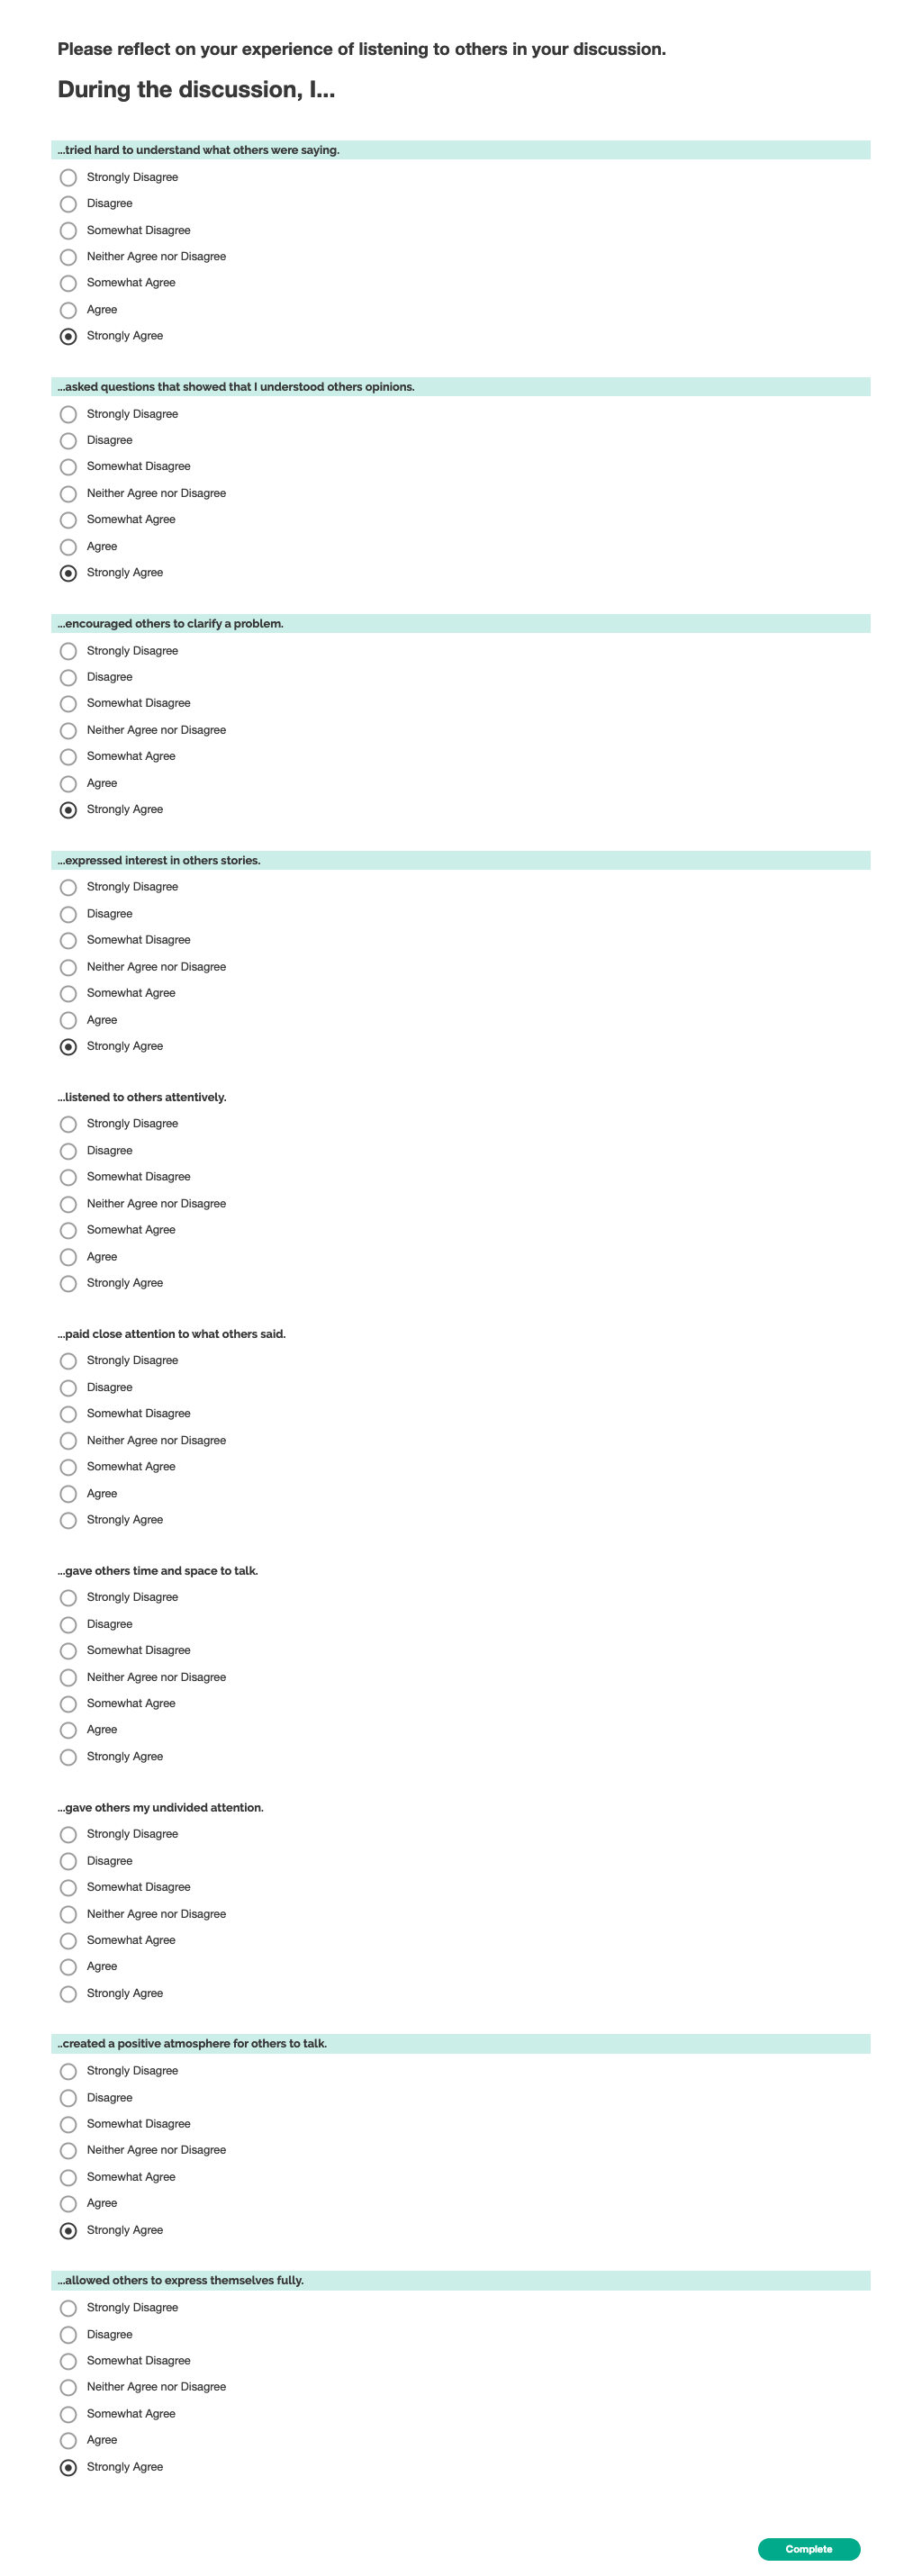 Please reflect on your experience of listening to others in your discussion.
During the discussion, I...
...tried hard to understand what others were saying.
Strongly Disagree
Disagree
Somewhat Disagree
Neither Agree nor Disagree
Somewhat Agree
Agree
Strongly Agree
...asked questions that showed that I understood others opinions.
Strongly Disagree
Disagree
Somewhat Disagree
Neither Agree nor Disagree
Somewhat Agree
Agree
Strongly Agree
...encouraged others to clarify a problem.
Strongly Disagree
Disagree
Somewhat Disagree
Neither Agree nor Disagree
Somewhat Agree
Agree
Strongly Agree
...expressed interest in others stories.
Strongly Disagree
Disagree
Somewhat Disagree
Neither Agree nor Disagree
Somewhat Agree
Agree
Strongly Agree
...listened to others attentively.
Strongly Disagree
Disagree
Somewhat Disagree
Neither Agree nor Disagree
Somewhat Agree
Agree
Strongly Agree
...paid close attention to what others said.
Strongly Disagree
Disagree
Somewhat Disagree
Neither Agree nor Disagree
Somewhat Agree
Agree
Strongly Agree
...gave others time and space to talk.
Strongly Disagree
Disagree
Somewhat Disagree
Neither Agree nor Disagree
Somewhat Agree
Agree
Strongly Agree
...gave others my undivided attention.
Strongly Disagree
Disagree
Somewhat Disagree
Neither Agree nor Disagree
Somewhat Agree
Agree
Strongly Agree
..created a positive atmosphere for others to talk.
Strongly Disagree
Disagree
Somewhat Disagree
Neither Agree nor Disagree
Somewhat Agree
Agree
Strongly Agree
...allowed others to express themselves fully.
Strongly Disagree
Disagree
Somewhat Disagree
Neither Agree nor Disagree
Somewhat Agree
Agree
Strongly Agree
Complete